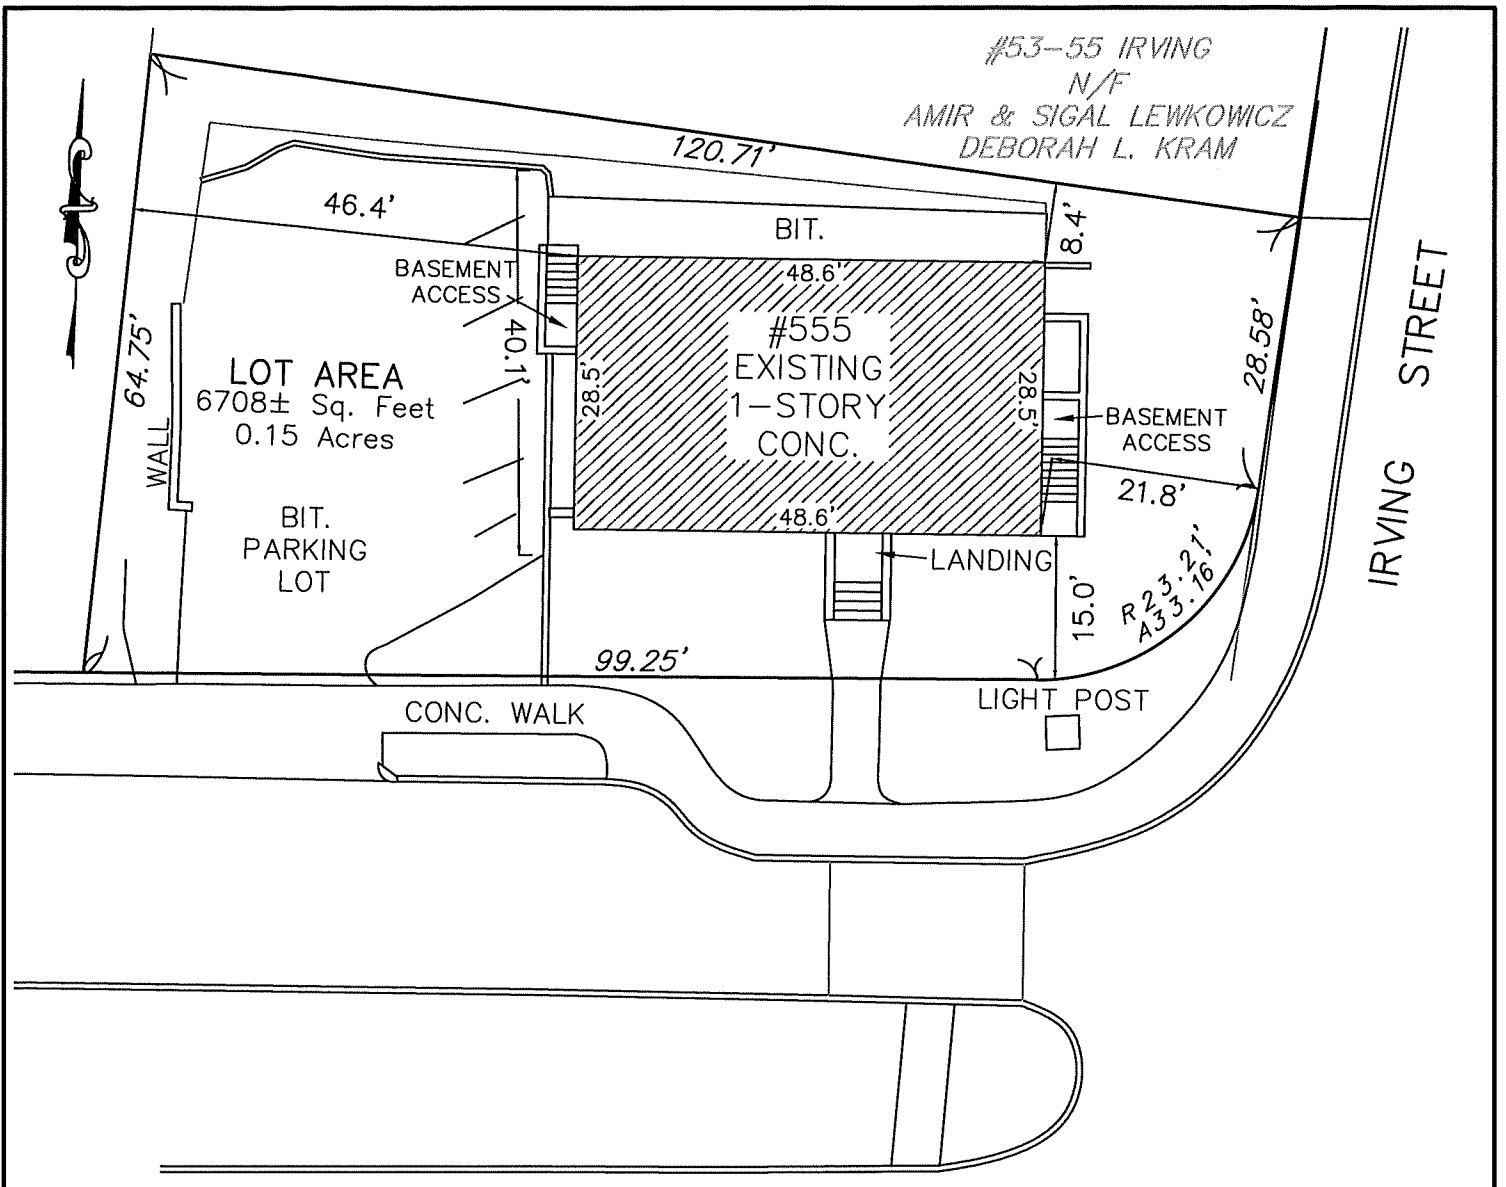 #53-55 IRVING
N/F
AMIR & SIGAL LEWKOWICZ
DEBORAH L. KRAM
120.71'
46.4'
BIT.
8.4'
BASEMENT
ACCESS
48.6'
#555
EXISTING
1-STORY
CONC.
40.1'
28.5'
28.5'
64.75'
LOT AREA
6708± Sq. Feet
0.15 Acres
WALL
28.58'
IRVING STREET
BASEMENT
ACCESS
21.8'
BIT.
PARKING
LOT
48.6'
LANDING
15.0'
R 23.21'
A33.16'
99.25'
LIGHT POST
CONC. WALK